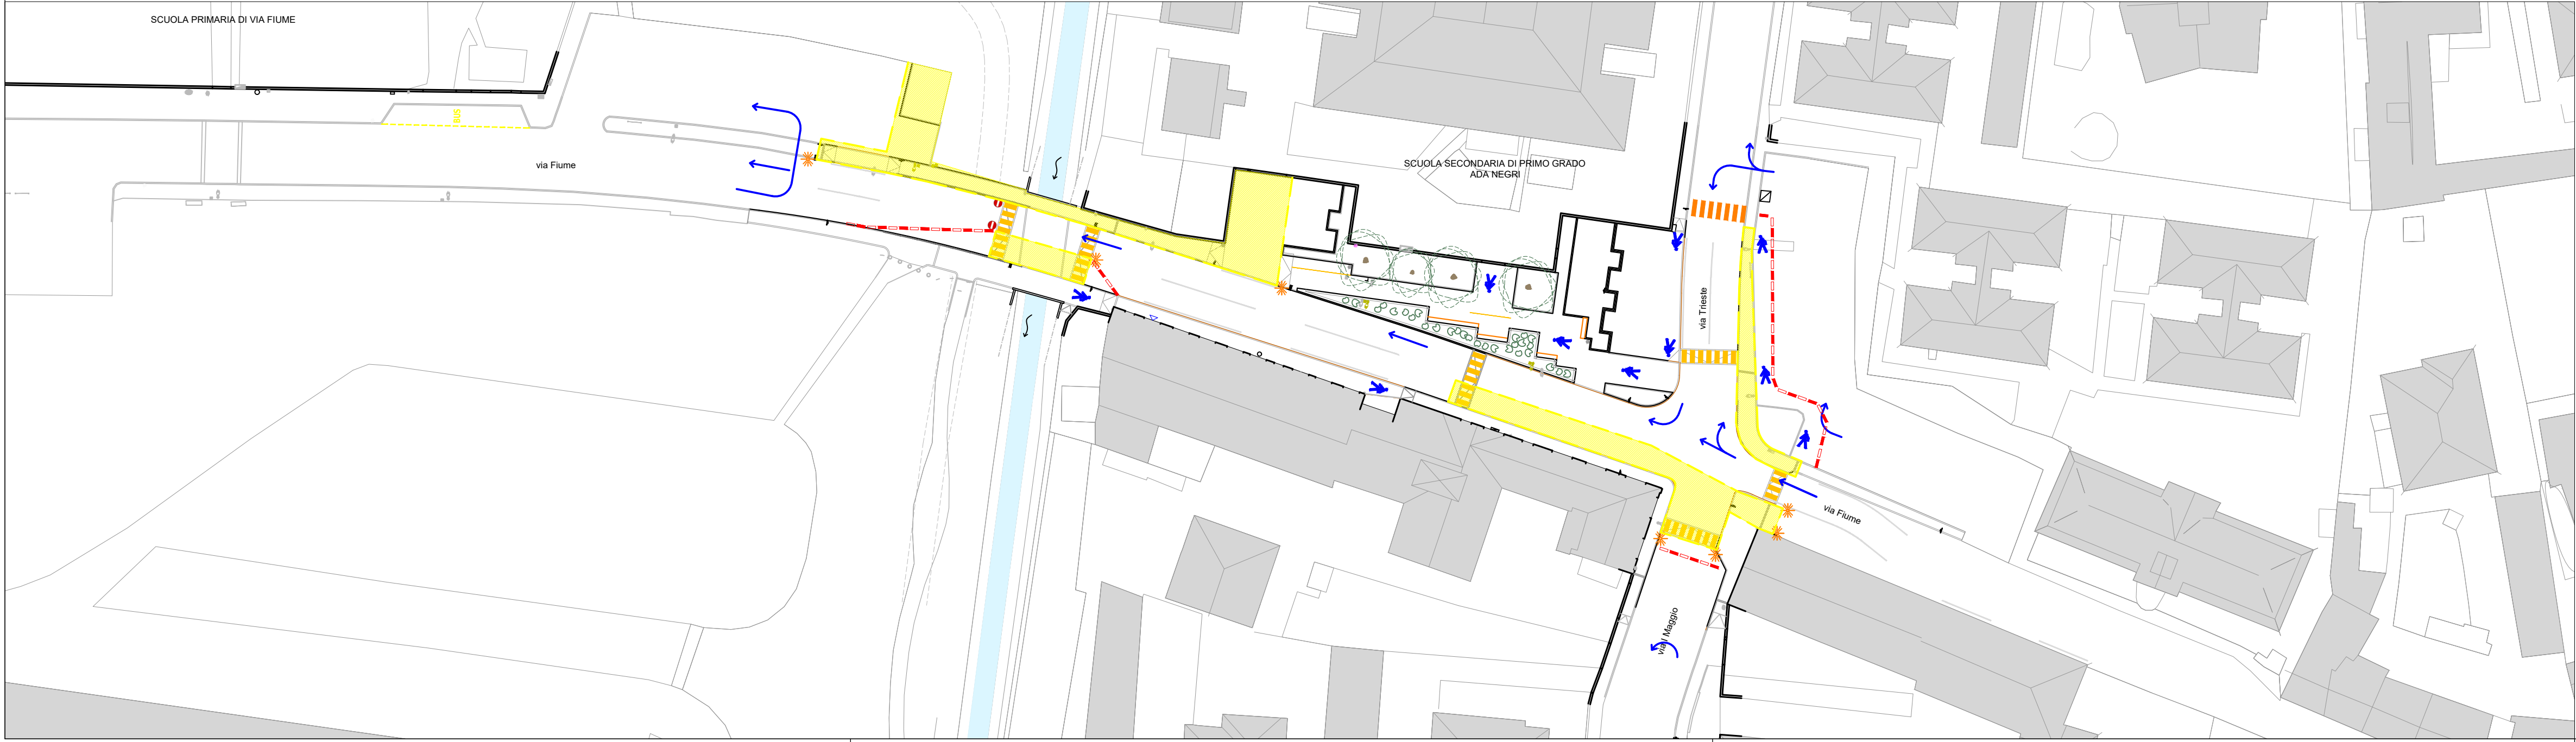 SCUOLA PRIMARIA DI VIA FIUME
BUS
via Fiume
SCUOLA SECONDARIA DI PRIMO GRADO
ADA NEGRI
via Trieste
via Fiume
via I Maggio